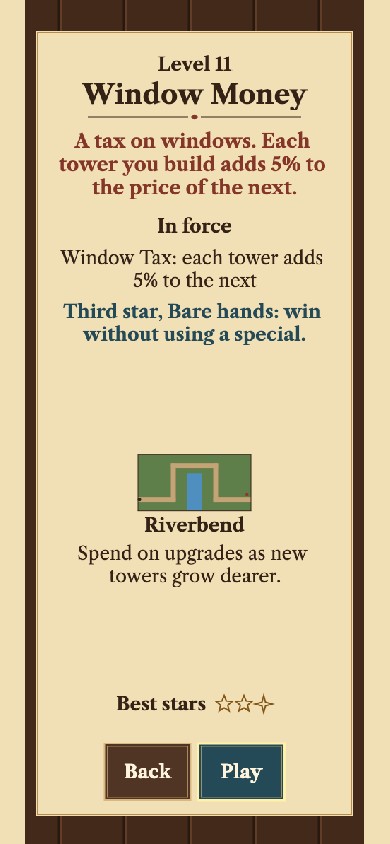 Level 11
Window Money
A tax on windows. Each
tower you build adds 5% to
the price of the next.
In force
Window Tax: each tower adds
5% to the next
Third star, Bare hands: win
without using a special.
Riverbend
Spend on upgrades as new
towers grow dearer.
Best stars
Back
Play